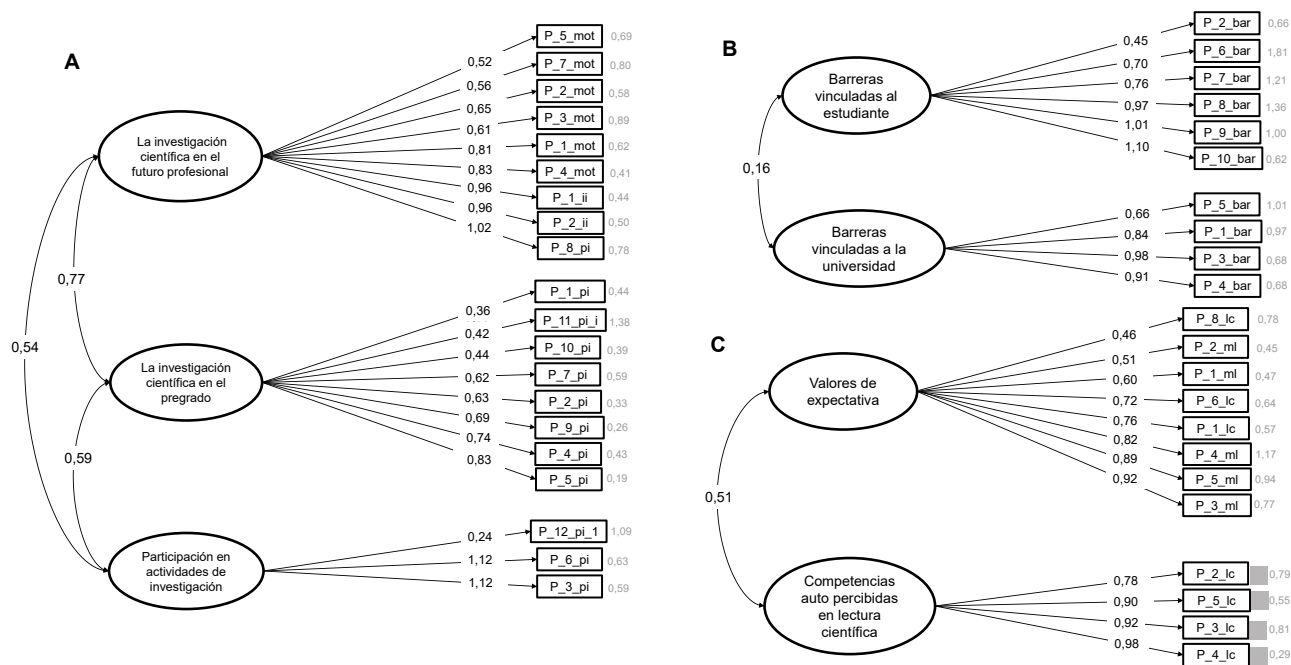 A
La investigación
científica en el
futuro profesional
0,52
0,56
0,65
0,61
0,81
0,83
0,96
0,96
1,02
P_5_mot 0,69
P_7_mot 0,80
P_2_mot 0,58
P_3_mot 0,89
P_1_mot 0,62
P_4_mot 0,41
P_1_ii 0,44
P_2_ii 0,50
P_8_pi 0,78
0,77
0,54
La investigación
científica en el
pregrado
0,36
0,42
0,44
0,62
0,63
0,69
0,74
0,83
P_1_pi 0,44
P_11_pi_i 1,38
P_10_pi 0,39
P_7_pi 0,59
P_2_pi 0,33
P_9_pi 0,26
P_4_pi 0,43
P_5_pi 0,19
0,59
Participación en
actividades de
investigación
0,24
1,12
1,12
P_12_pi_1 1,09
P_6_pi 0,63
P_3_pi 0,59
B
Barreras
vinculadas al
estudiante
0,45
0,70
0,76
0,97
1,01
1,10
P_2_bar 0,66
P_6_bar 1,81
P_7_bar 1,21
P_8_bar 1,36
P_9_bar 1,00
P_10_bar 0,62
0,16
Barreras
vinculadas a la
universidad
0,66
0,84
0,98
0,91
P_5_bar 1,01
P_1_bar 0,97
P_3_bar 0,68
P_4_bar 0,68
C
Valores de
expectativa
0,46
0,51
0,60
0,72
0,76
0,82
0,89
0,92
P_8_lc 0,78
P_2_ml 0,45
P_1_ml 0,47
P_6_lc 0,64
P_1_lc 0,57
P_4_ml 1,17
P_5_ml 0,94
P_3_ml 0,77
0,51
Competencias
auto percibidas
en lectura
científica
0,78
0,90
0,92
0,98
P_2_lc 0,79
P_5_lc 0,55
P_3_lc 0,81
P_4_lc 0,29